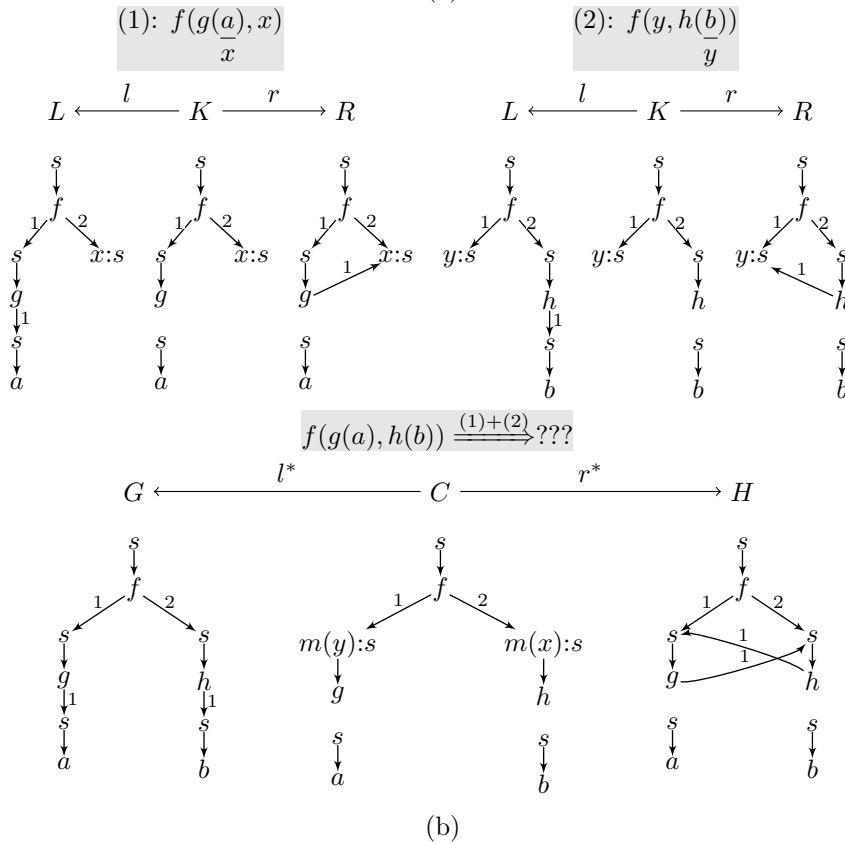 (1): f(g(a), x)
x
(2): f(y, h(b))
y
L l K r R
L l K r R
s s s s s s
f f f f f f
1 2 1 2 1 2 1 2 1 2 1 2
s x:s s x:s s x:s y:s s y:s s y:s s
g g g 1 h h h 1
1 1
s s s s s s
a a a b b b
f(g(a), h(b)) (1)+(2) ???
G l* C r* H
s s s
f f f
1 2 1 2 1 2
s s m(y):s m(x):s s s
g h g h g 1 1 h
1 1
s s s s s s
a b a b a b
(b)